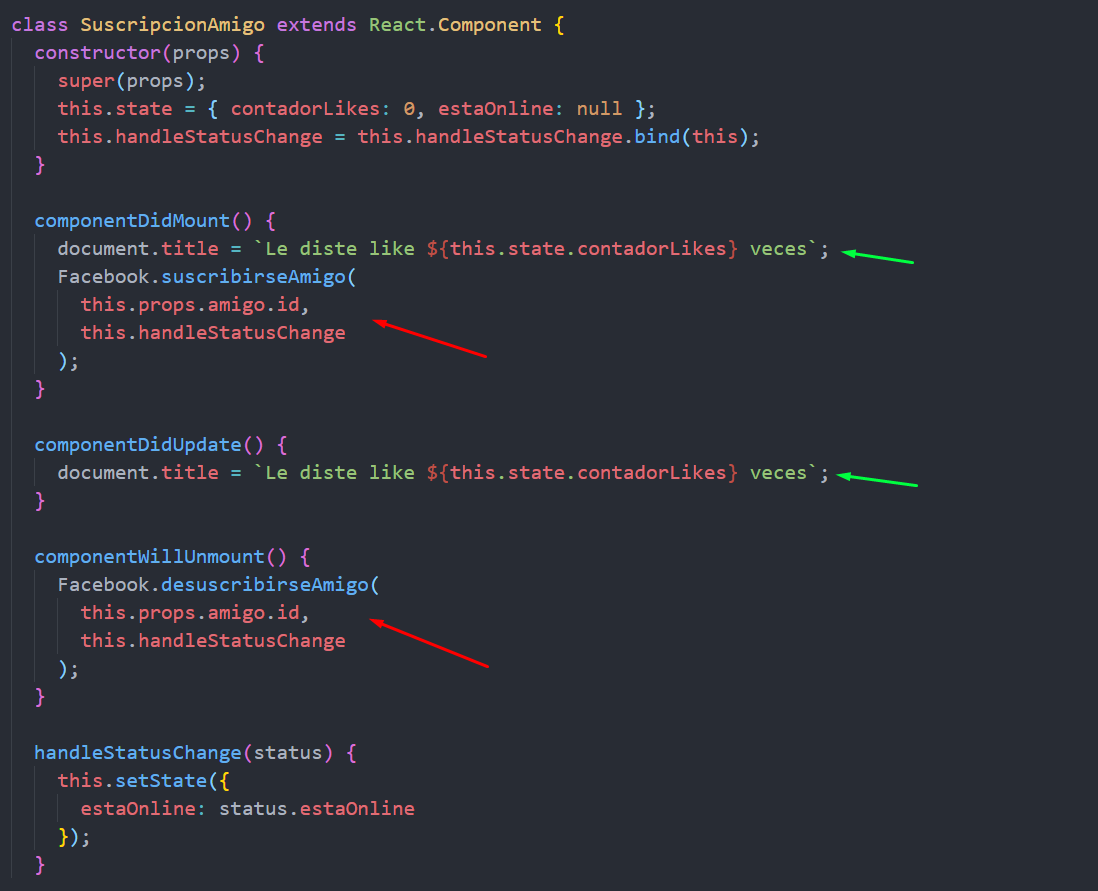 class SuscripcionAmigo extends React.Component {
  constructor(props) {
    super(props);
    this.state = { contadorLikes: 0, estaOnline: null };
    this.handleStatusChange = this.handleStatusChange.bind(this);
  }

  componentDidMount() {
    document.title = `Le diste like ${this.state.contadorLikes} veces`;
    Facebook.suscribirseAmigo(
      this.props.amigo.id,
      this.handleStatusChange
    );
  }

  componentDidUpdate() {
    document.title = `Le diste like ${this.state.contadorLikes} veces`;
  }

  componentWillUnmount() {
    Facebook.desuscribirseAmigo(
      this.props.amigo.id,
      this.handleStatusChange
    );
  }

  handleStatusChange(status) {
    this.setState({
      estaOnline: status.estaOnline
    });
  }